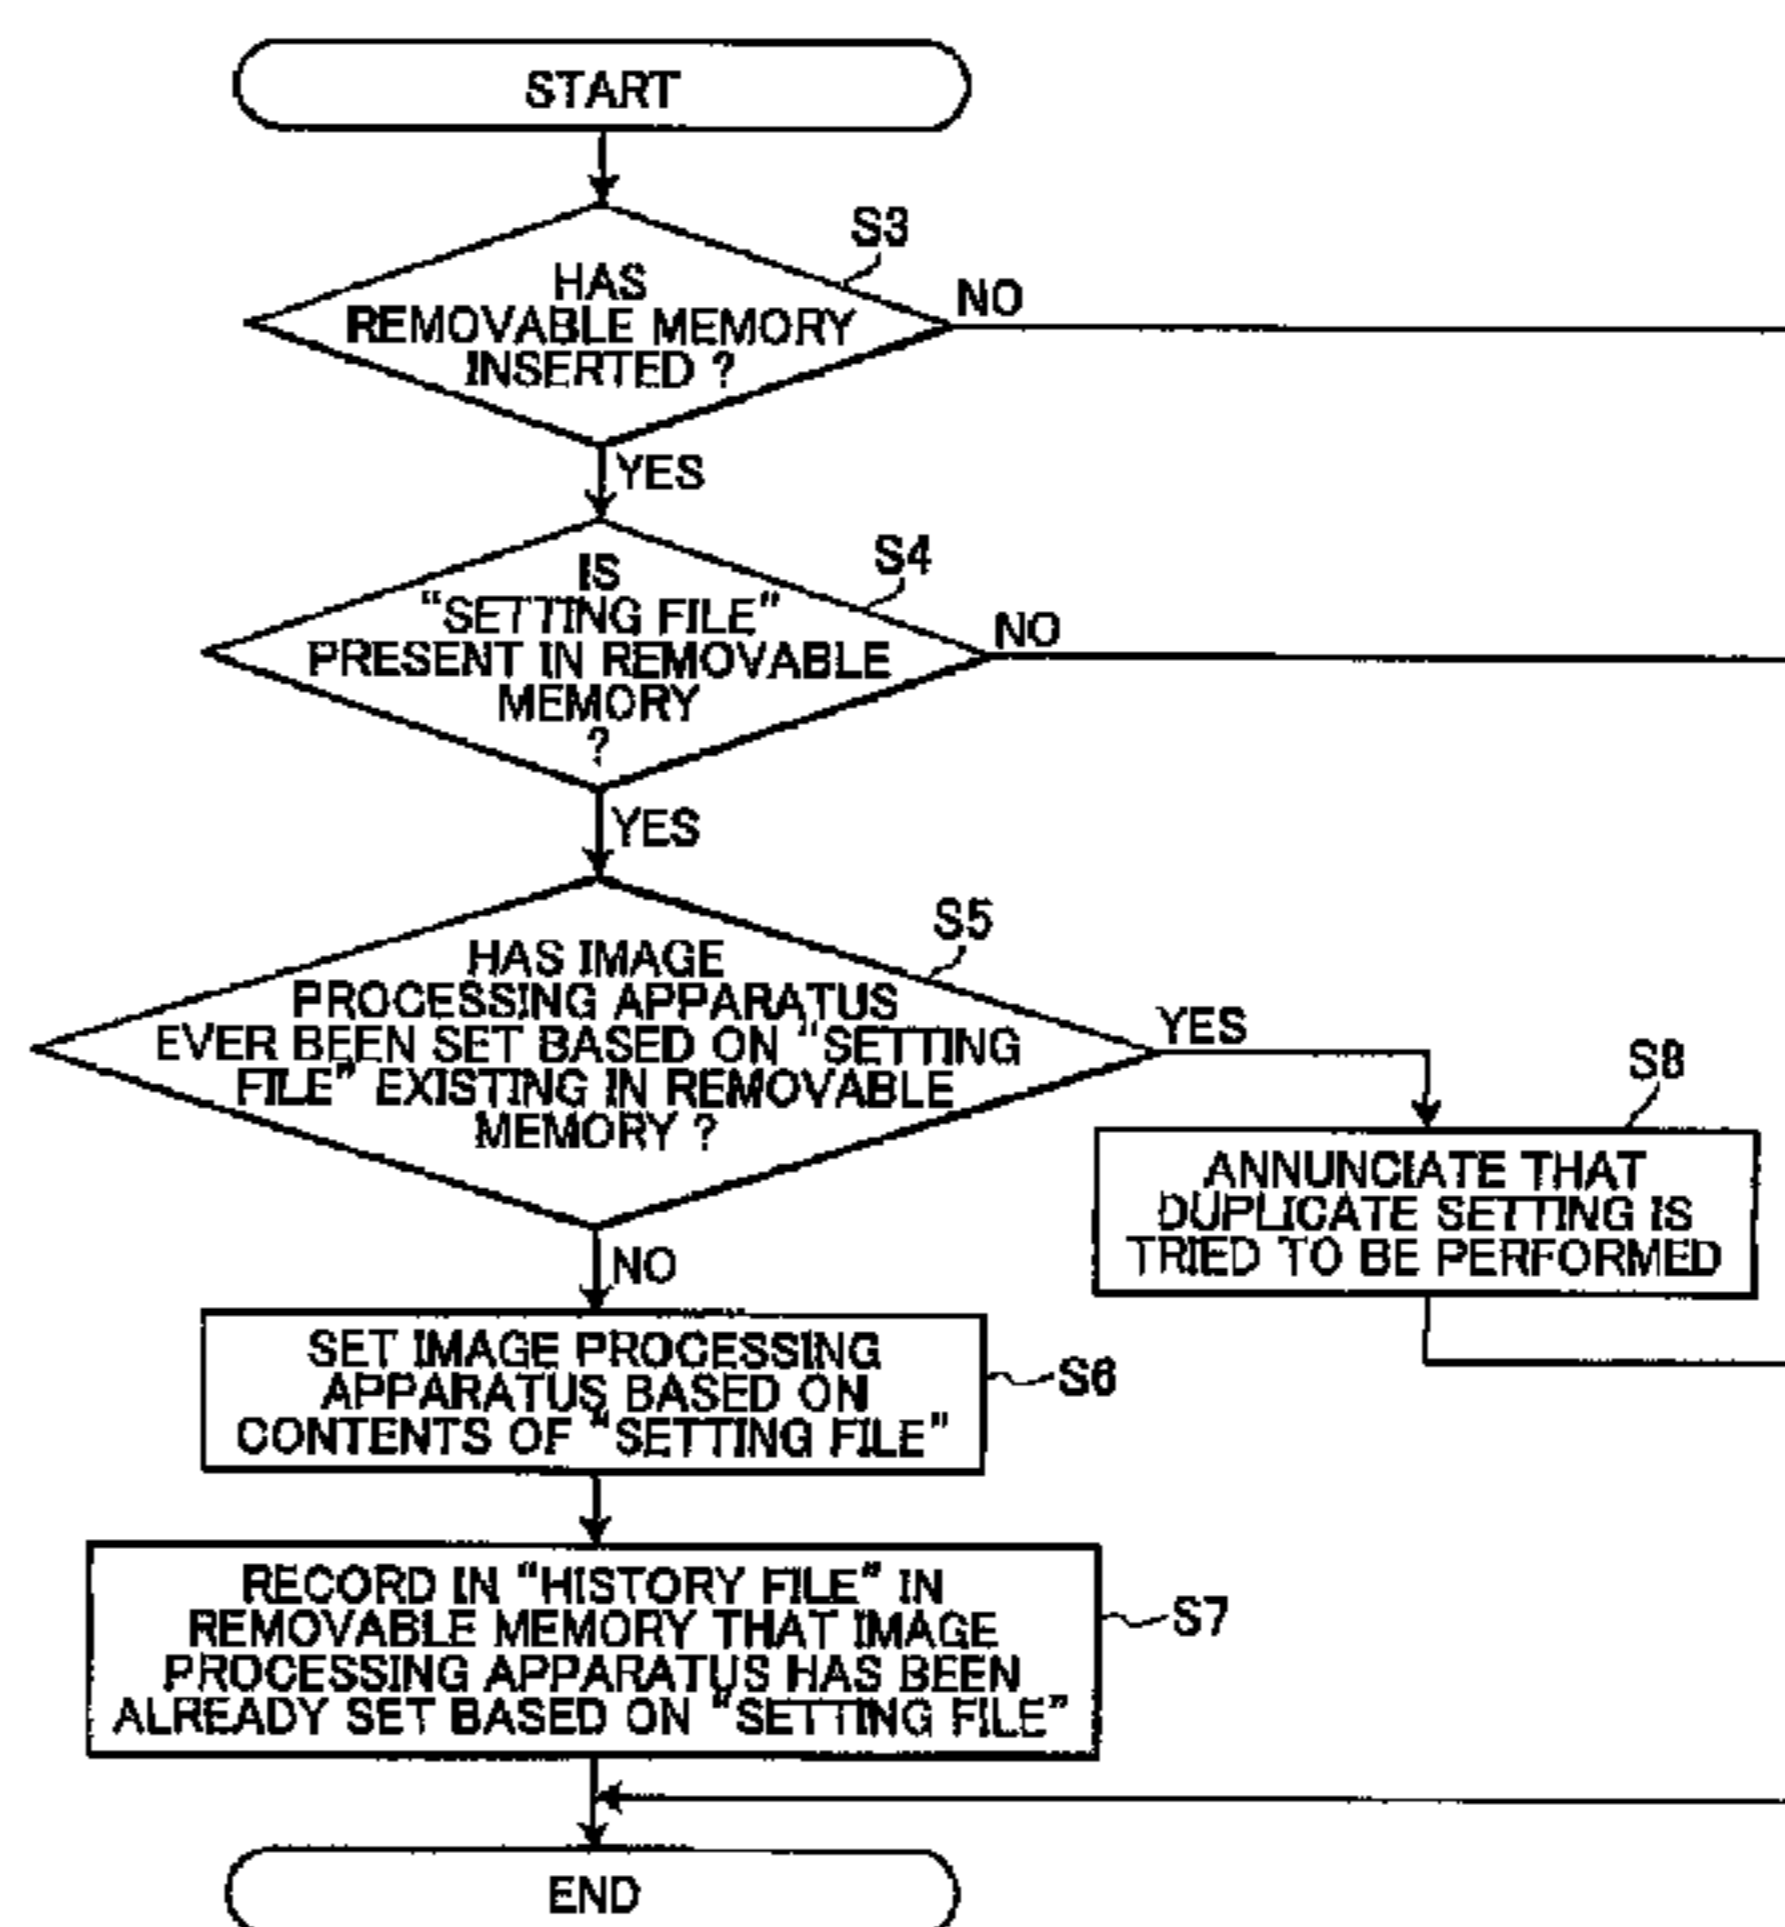 START
S3
HAS
REMOVABLE MEMORY
INSERTED ?
NO
YES
S4
IS
“SETTING FILE”
PRESENT IN REMOVABLE
MEMORY
?
NO
YES
S5
HAS IMAGE
PROCESSING APPARATUS
EVER BEEN SET BASED ON “SETTING
FILE” EXISTING IN REMOVABLE
MEMORY ?
YES
S8
ANNUNCIATE THAT
DUPLICATE SETTING IS
TRIED TO BE PERFORMED
NO
SET IMAGE PROCESSING
APPARATUS BASED ON
CONTENTS OF “SETTING FILE”
S6
RECORD IN “HISTORY FILE” IN
REMOVABLE MEMORY THAT IMAGE
PROCESSING APPARATUS HAS BEEN
ALREADY SET BASED ON “SETTING FILE”
S7
END